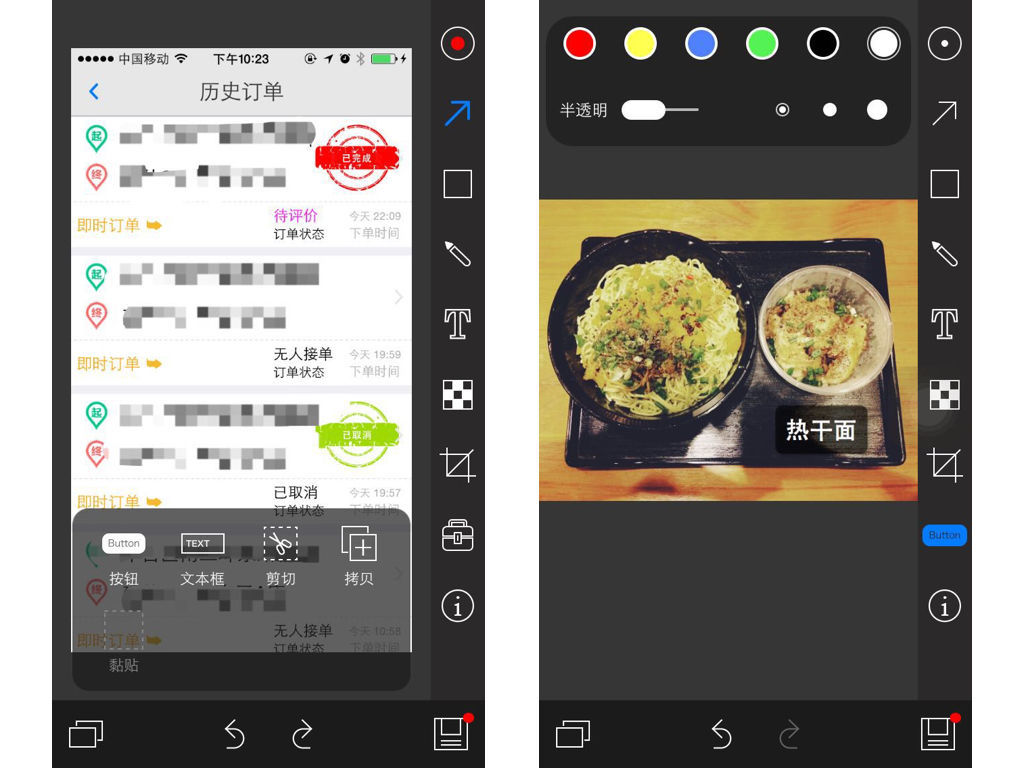 中国移动
下午10:23
历史订单
起
终
已完成
即时订单
待评价
订单状态
今天 22:09
下单时间
起
终
即时订单
无人接单
订单状态
今天 19:59
下单时间
起
终
已取消
即时订单
已取消
订单状态
今天 19:57
下单时间
Button
按钮
TEXT
文本框
剪切
拷贝
终
即时订单
无人接单
订单状态
今天 10:58
下单时间
黏贴
T
i
半透明
热干面
T
Button
i